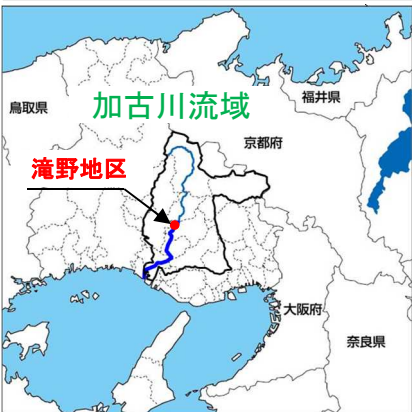 鳥取県
福井県
加古川流域
京都府
滝野地区
大阪府
奈良県